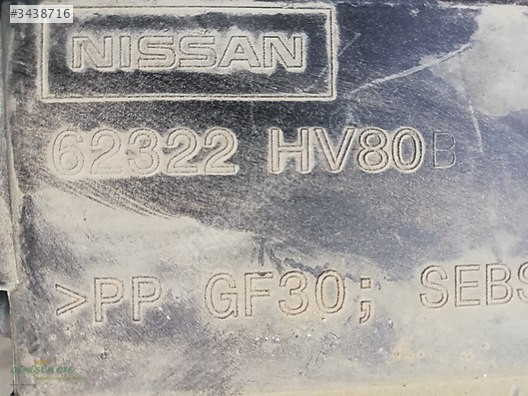 #3438716
NISSAN
62322 HV80B
>PP GF30; SEBS